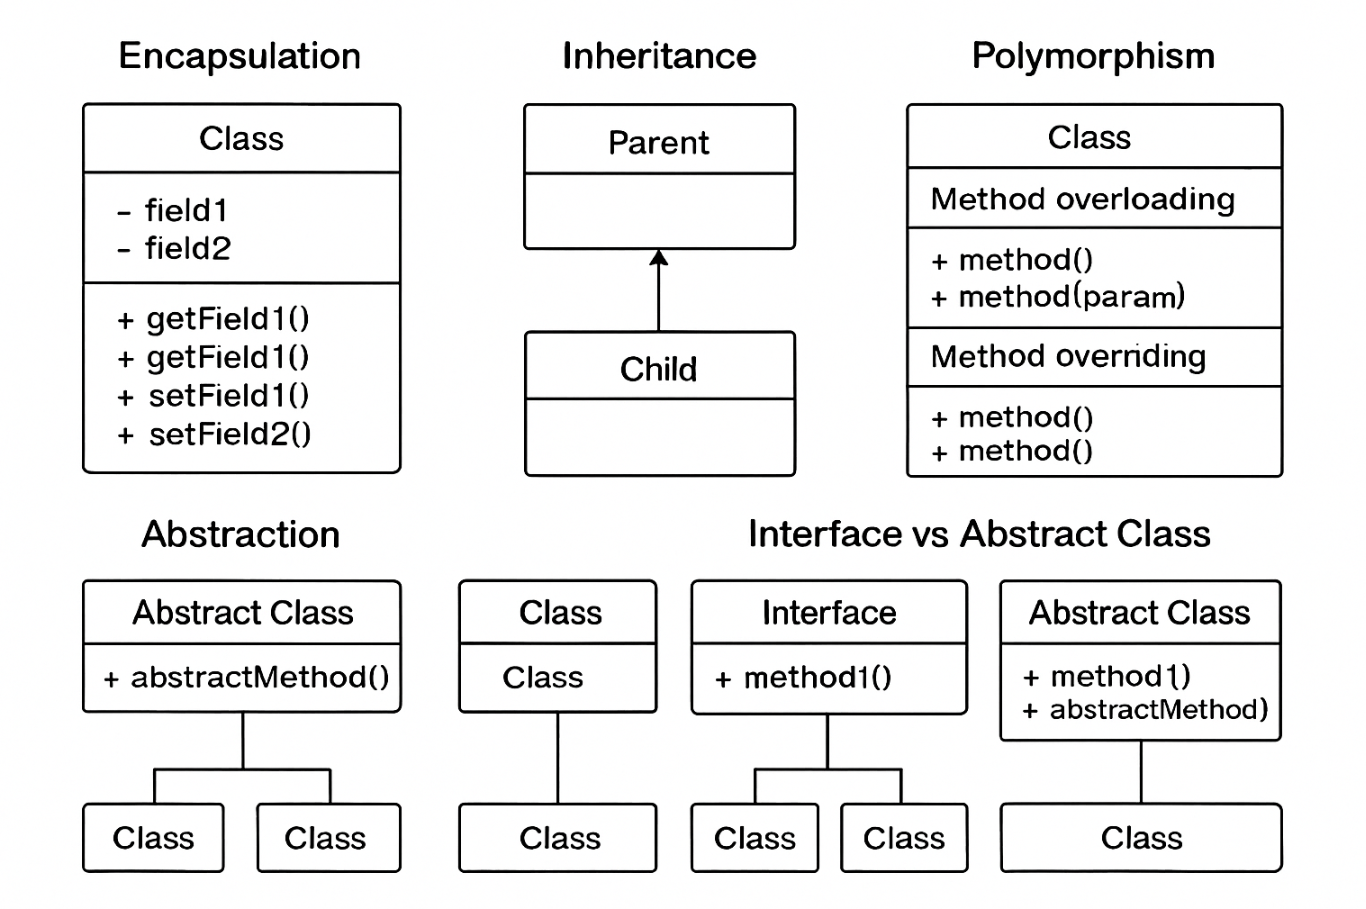 Encapsulation
Class
- field1
- field2
+ getField1()
+ getField1()
+ setField1()
+ setField2()
Inheritance
Parent
Child
Polymorphism
Class
Method overloading
+ method()
+ method(param)
Method overriding
+ method()
+ method()
Abstraction
Abstract Class
+ abstractMethod()
Class
Class
Class
Class
Class
Interface vs Abstract Class
Interface
+ method1()
Class
Class
Abstract Class
+ method1)
+ abstractMethod)
Class